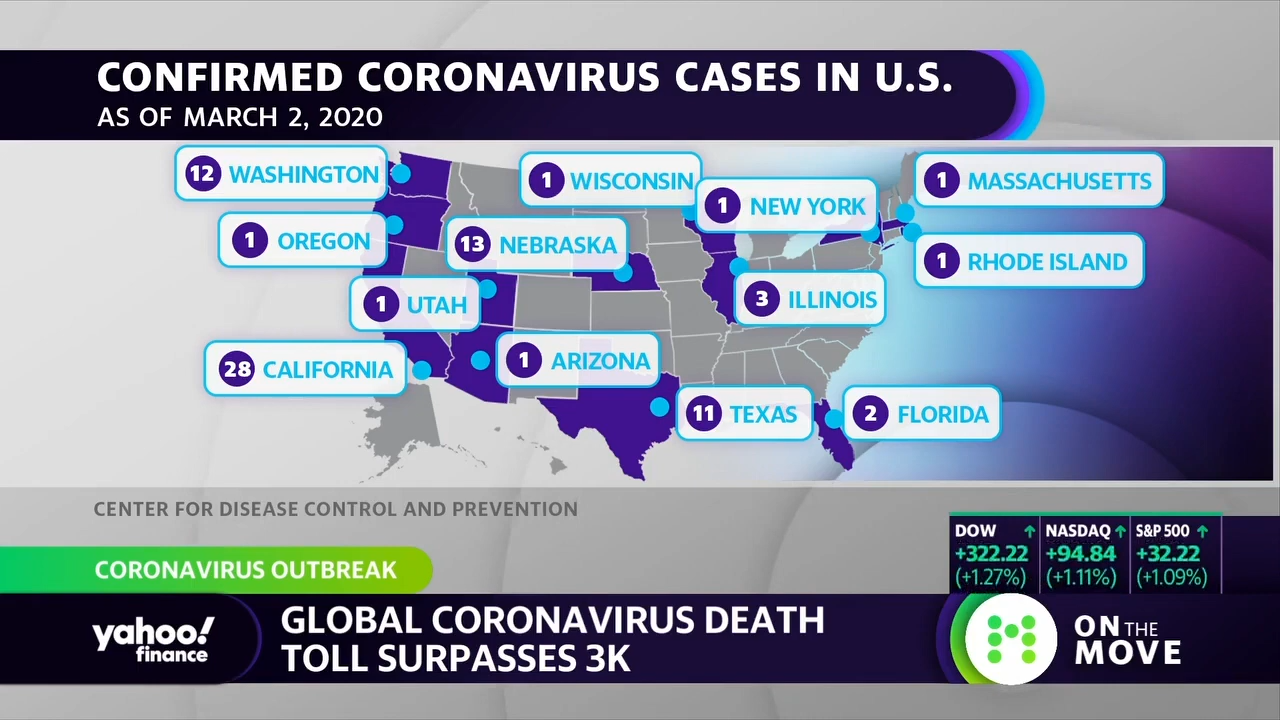 CONFIRMED CORONAVIRUS CASES IN U.S.
AS OF MARCH 2, 2020
12 WASHINGTON
1 WISCONSIN
1 NEW YORK
1 MASSACHUSETTS
1 OREGON
13 NEBRASKA
1 RHODE ISLAND
1 UTAH
3 ILLINOIS
28 CALIFORNIA
1 ARIZONA
11 TEXAS
2 FLORIDA
CENTER FOR DISEASE CONTROL AND PREVENTION
DOW ↑ NASDAQ ↑ S&P 500 ↑
+322.22 +94.84 +32.22
(+1.27%) (+1.11%) (+1.09%)
CORONAVIRUS OUTBREAK
yahoo!
finance
GLOBAL CORONAVIRUS DEATH
TOLL SURPASSES 3K
ON THE
MOVE